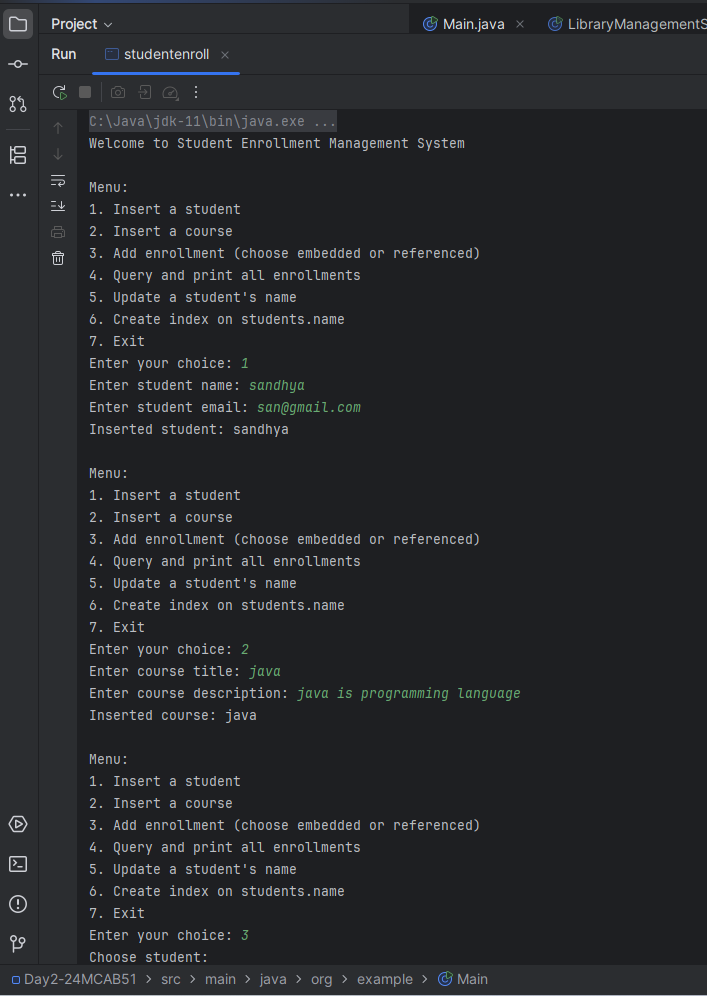 Project
Main.java
LibraryManagementS
Run
studentenroll
C:\Java\jdk-11\bin\java.exe ...
Welcome to Student Enrollment Management System
Menu:
1. Insert a student
2. Insert a course
3. Add enrollment (choose embedded or referenced)
4. Query and print all enrollments
5. Update a student's name
6. Create index on students.name
7. Exit
Enter your choice: 1
Enter student name: sandhya
Enter student email: san@gmail.com
Inserted student: sandhya
Menu:
1. Insert a student
2. Insert a course
3. Add enrollment (choose embedded or referenced)
4. Query and print all enrollments
5. Update a student's name
6. Create index on students.name
7. Exit
Enter your choice: 2
Enter course title: java
Enter course description: java is programming language
Inserted course: java
Menu:
1. Insert a student
2. Insert a course
3. Add enrollment (choose embedded or referenced)
4. Query and print all enrollments
5. Update a student's name
6. Create index on students.name
7. Exit
Enter your choice: 3
Choose student:
Day2-24MCAB51 > src > main > java > org > example > Main